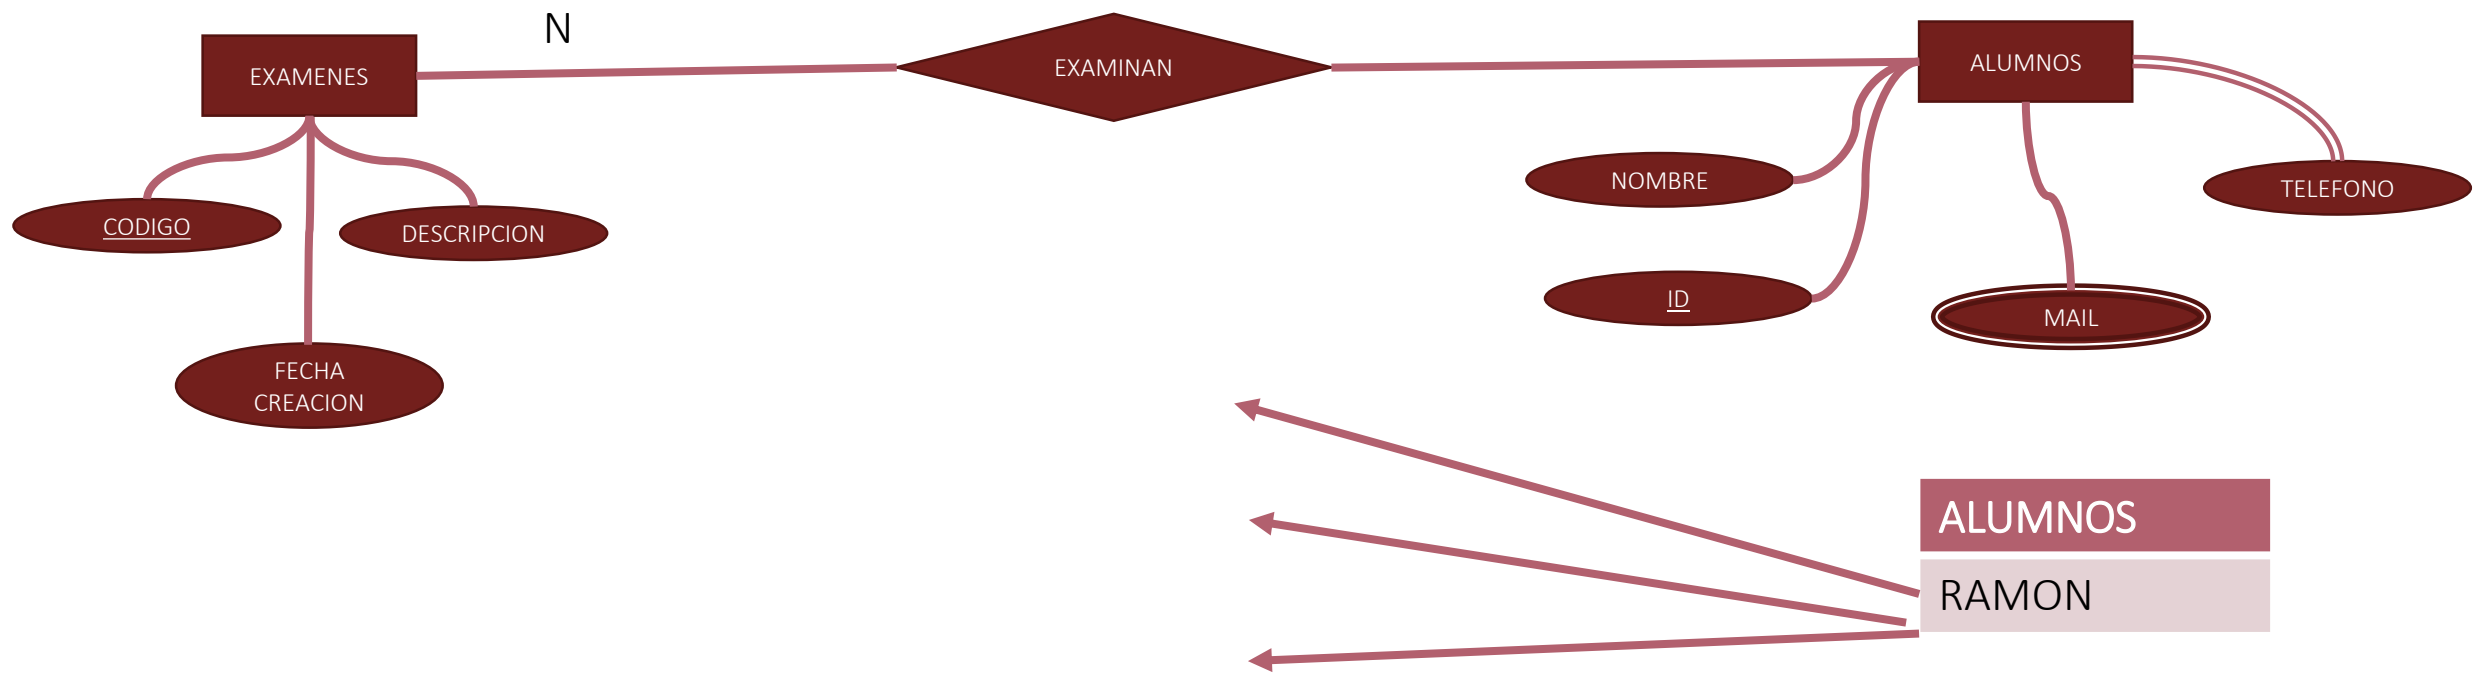 N
EXAMENES
EXAMINAN
ALUMNOS
CODIGO
DESCRIPCION
FECHA
CREACION
NOMBRE
ID
MAIL
TELEFONO
ALUMNOS
RAMON